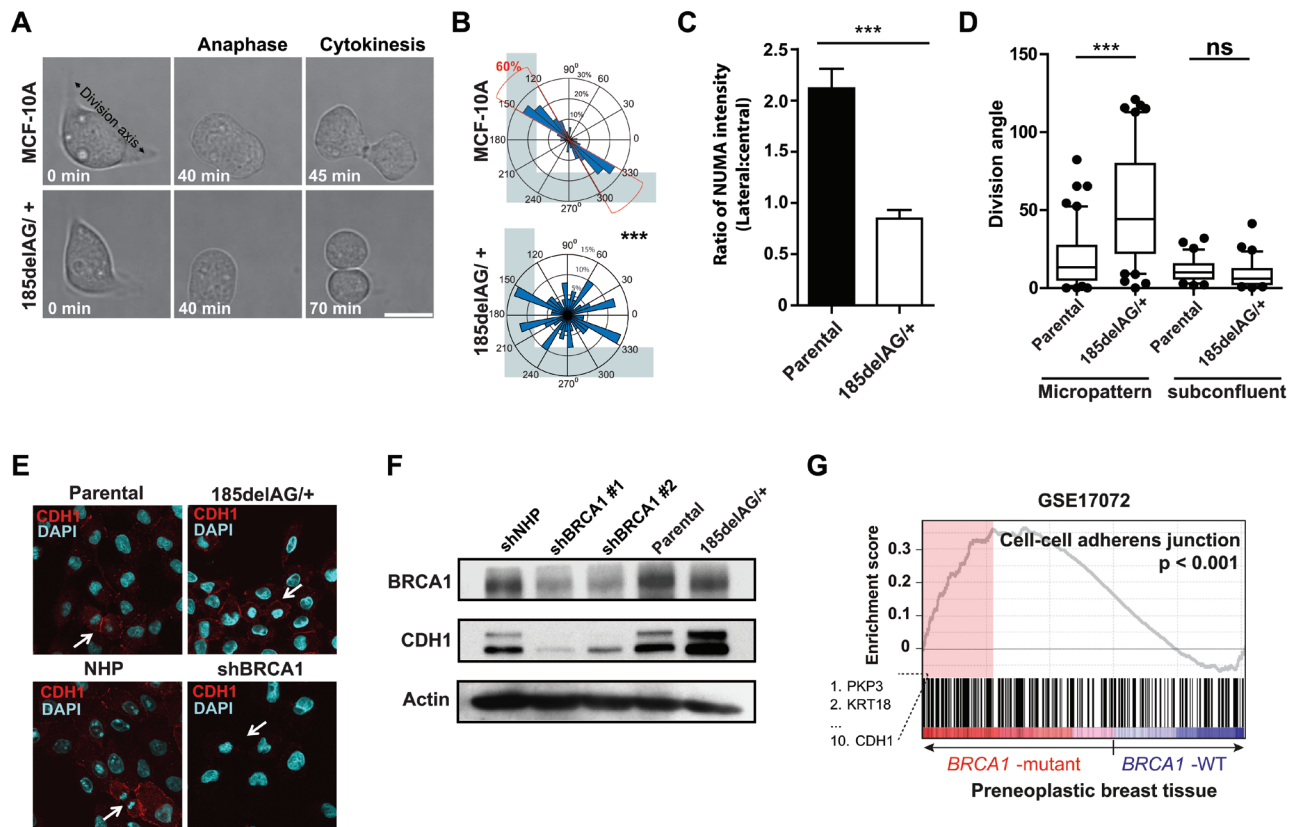 A
Anaphase
Cytokinesis
MCF-10A
Division axis
0 min
40 min
45 min
185delAG/ +
0 min
40 min
70 min
B
MCF-10A
60%
90⁰
30%
20%
10%
120
60
150
30
180
0
210
330
240
300
270⁰
185delAG/ +
***
90⁰
15%
10%
5%
120
60
150
30
180
0
210
330
240
300
270⁰
C
***
Ratio of NUMA intensity
(Lateral:central)
2.5
2.0
1.5
1.0
0.5
0.0
Parental
185delAG/+
D
***
ns
Division angle
150
100
50
0
Parental
185delAG/+
Parental
185delAG/+
Micropattern
subconfluent
E
Parental
185delAG/+
CDH1
DAPI
CDH1
DAPI
NHP
shBRCA1
CDH1
DAPI
CDH1
DAPI
F
shNHP
shBRCA1 #1
shBRCA1 #2
Parental
185delAG/+
BRCA1
CDH1
Actin
G
GSE17072
Cell-cell adherens junction
p < 0.001
Enrichment score
0.3
0.2
0.1
0
1. PKP3
2. KRT18
...
10. CDH1
BRCA1 -mutant
BRCA1 -WT
Preneoplastic breast tissue